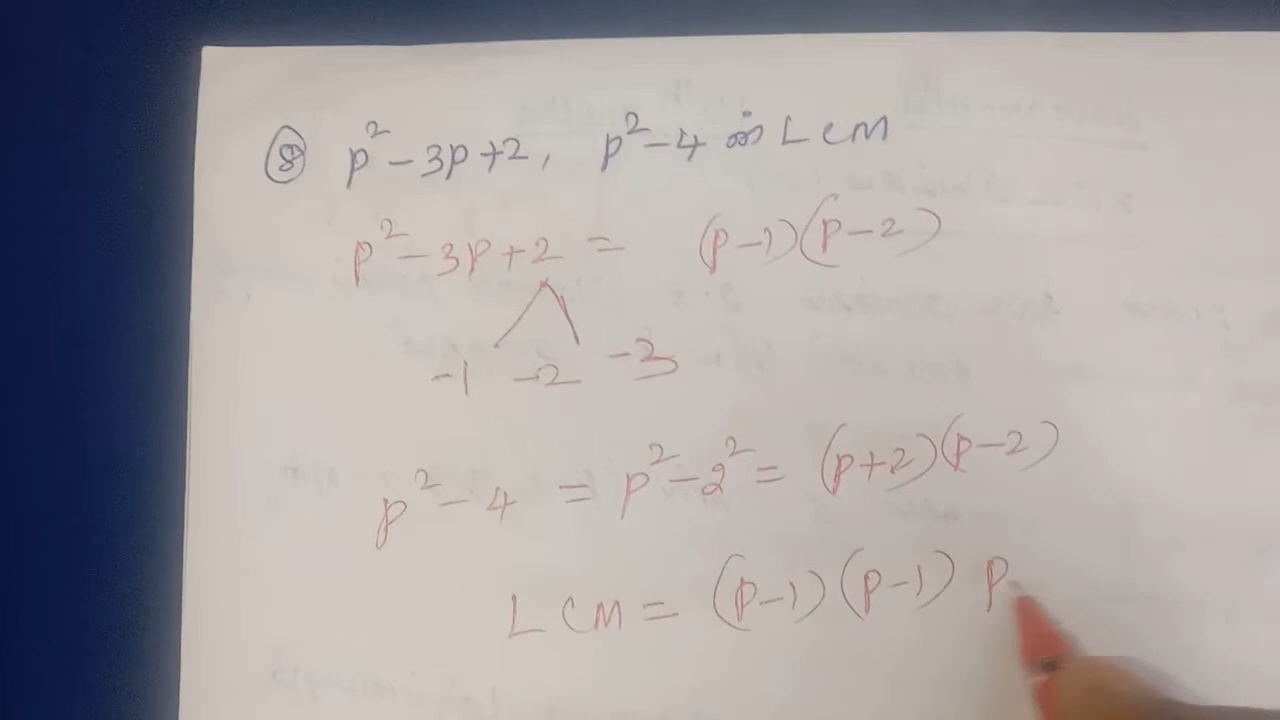 ⑧ p² - 3p + 2, p² - 4 ன் LCM
p² - 3p + 2 = (p-1)(p-2)
-1 -2 -3
p² - 4 = p² - 2² = (p+2)(p-2)
LCM = (p-1)(p-1) p